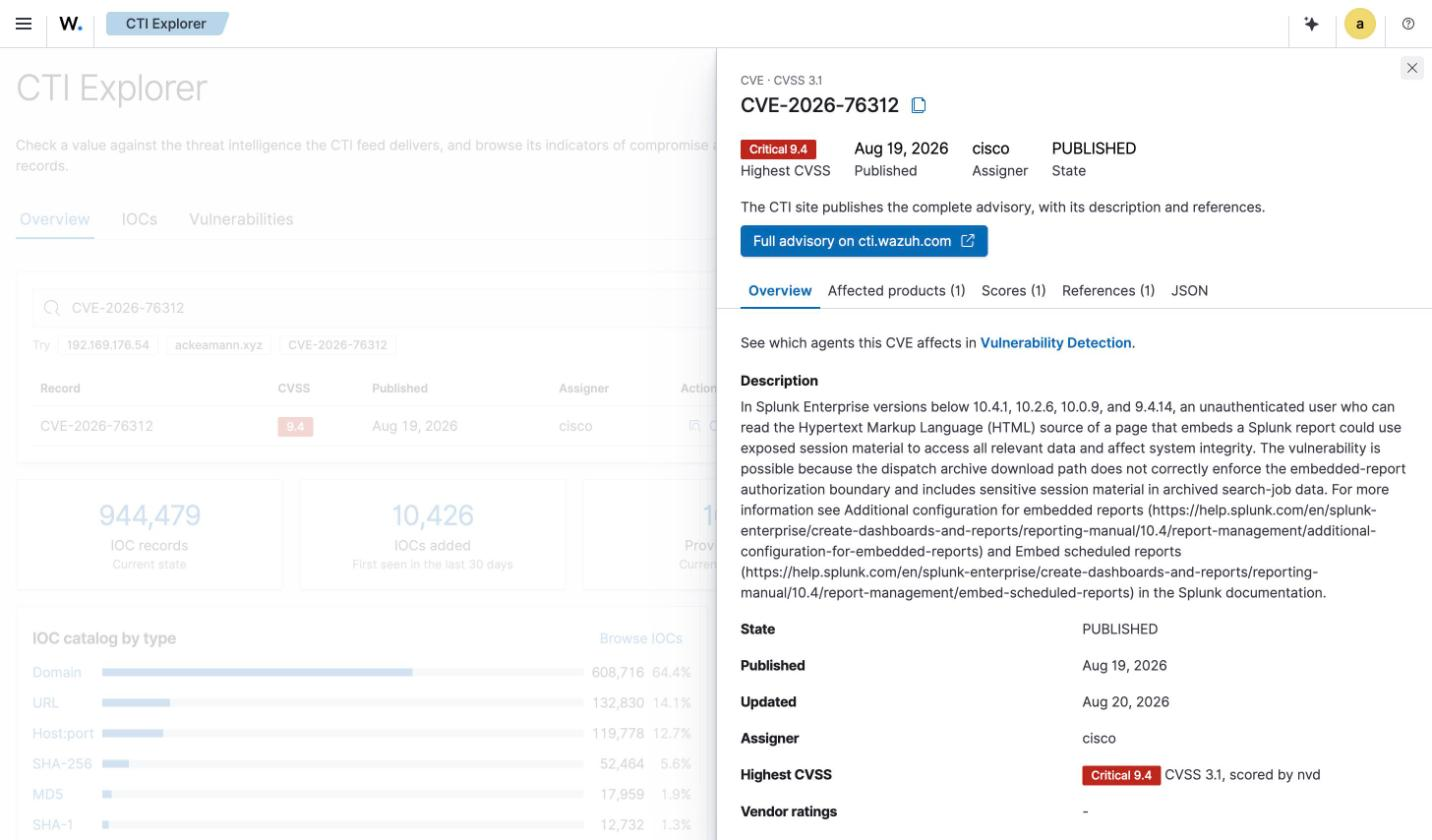 W.
CTI Explorer
a
CTI Explorer
Check a value against the threat intelligence the CTI feed delivers, and browse its indicators of compromise
records.
Overview IOCs Vulnerabilities
CVE-2026-76312
Try 192.169.176.54 ackeamann.xyz CVE-2026-76312
Record CVSS Published Assigner Action
CVE-2026-76312 9.4 Aug 19, 2026 cisco
944,479
IOC records
Current state
10,426
IOCs added
First seen in the last 30 days
IOC catalog by type Browse IOCs
Domain 608,716 64.4%
URL 132,830 14.1%
Host:port 119,778 12.7%
SHA-256 52,464 5.6%
MD5 17,959 1.9%
SHA-1 12,732 1.3%
CVE · CVSS 3.1
CVE-2026-76312
Critical 9.4 Aug 19, 2026 cisco PUBLISHED
Highest CVSS Published Assigner State
The CTI site publishes the complete advisory, with its description and references.
Full advisory on cti.wazuh.com
Overview Affected products (1) Scores (1) References (1) JSON
See which agents this CVE affects in Vulnerability Detection.
Description
In Splunk Enterprise versions below 10.4.1, 10.2.6, 10.0.9, and 9.4.14, an unauthenticated user who can
read the Hypertext Markup Language (HTML) source of a page that embeds a Splunk report could use
exposed session material to access all relevant data and affect system integrity. The vulnerability is
possible because the dispatch archive download path does not correctly enforce the embedded-report
authorization boundary and includes sensitive session material in archived search-job data. For more
information see Additional configuration for embedded reports (https://help.splunk.com/en/splunk-
enterprise/create-dashboards-and-reports/reporting-manual/10.4/report-management/additional-
configuration-for-embedded-reports) and Embed scheduled reports
(https://help.splunk.com/en/splunk-enterprise/create-dashboards-and-reports/reporting-
manual/10.4/report-management/embed-scheduled-reports) in the Splunk documentation.
State PUBLISHED
Published Aug 19, 2026
Updated Aug 20, 2026
Assigner cisco
Highest CVSS Critical 9.4 CVSS 3.1, scored by nvd
Vendor ratings -